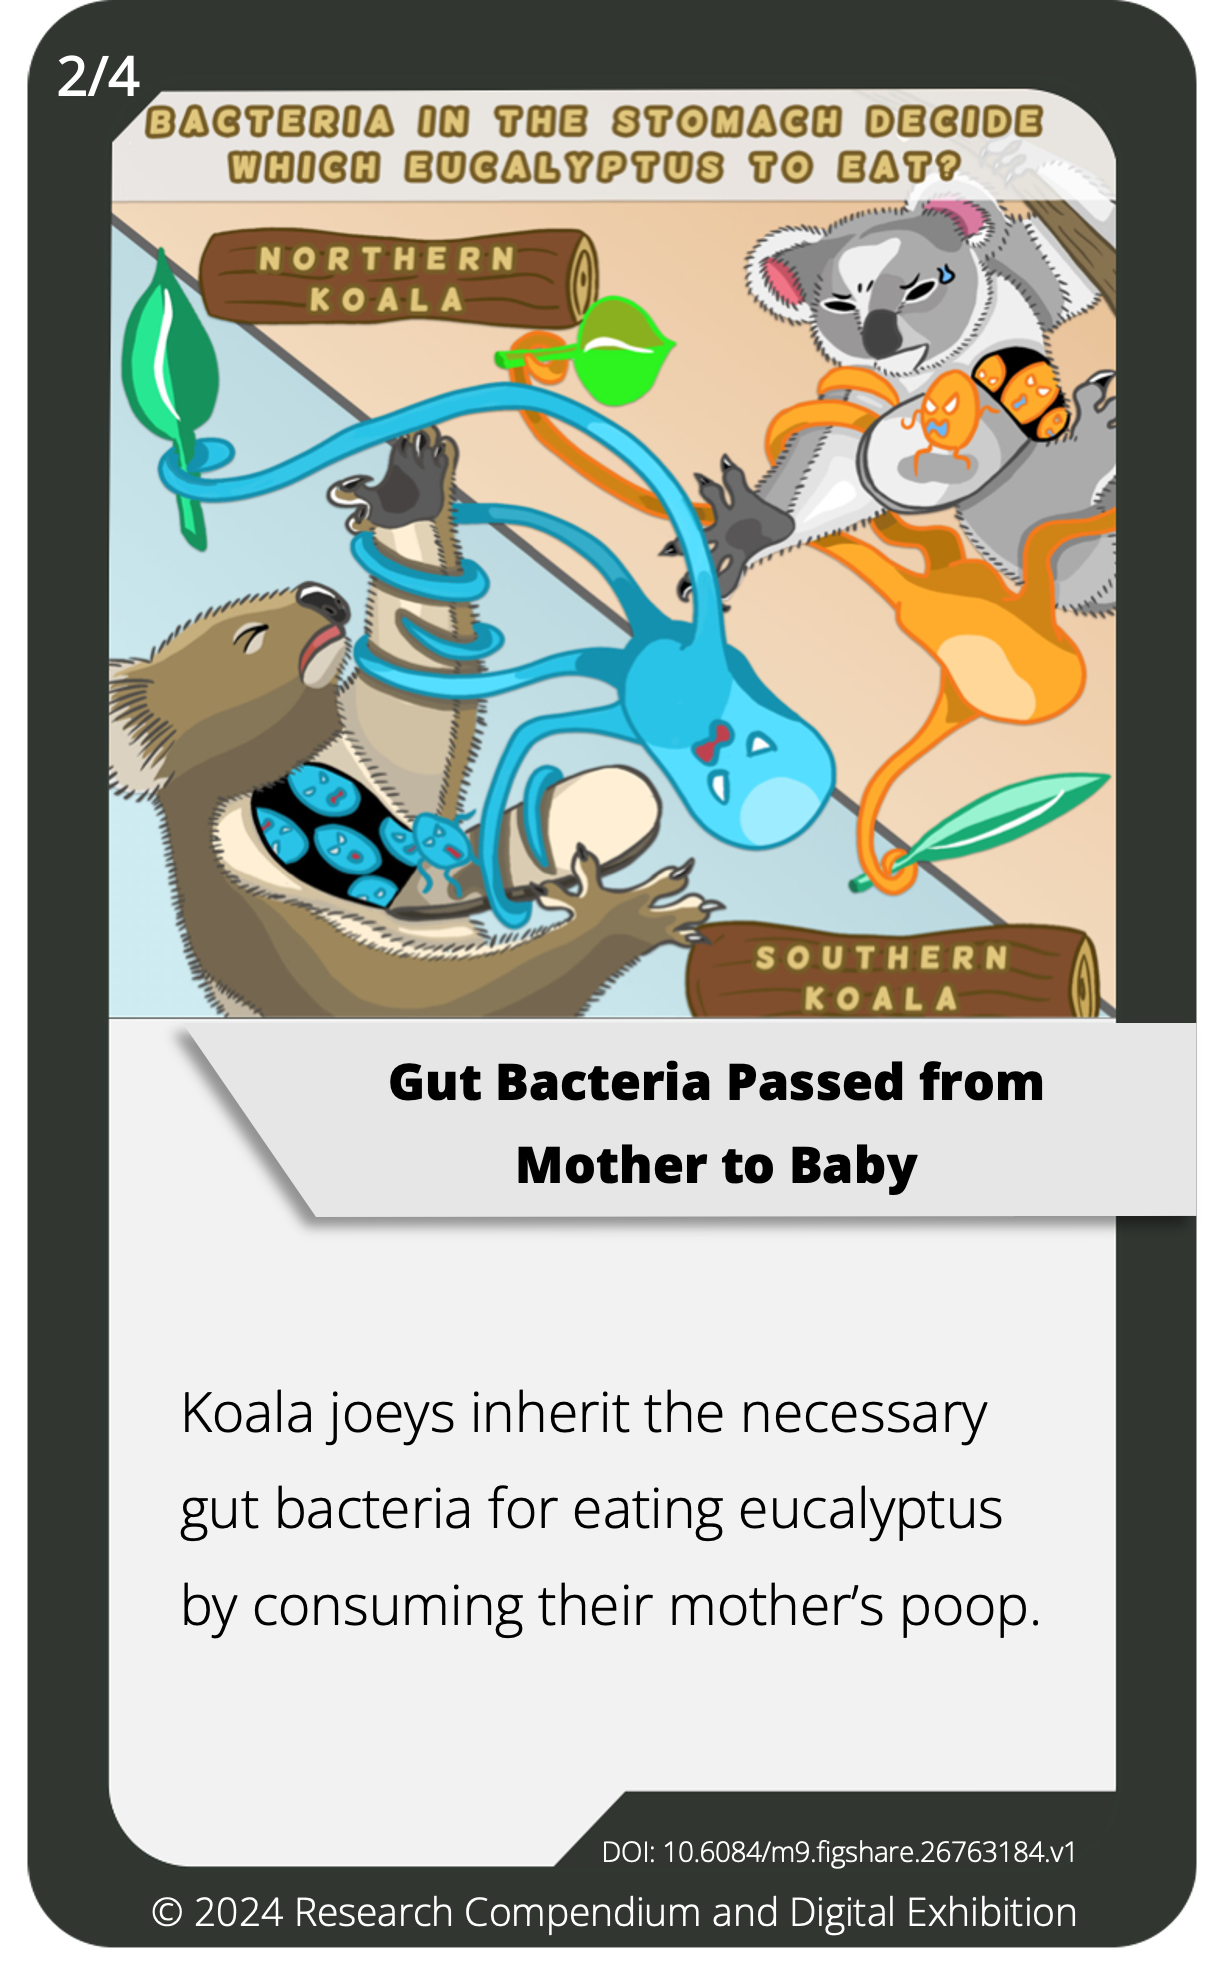 2/4
BACTERIA IN THE STOMACH DECIDE
WHICH EUCALYPTUS TO EAT?
NORTHERN
KOALA
SOUTHERN
KOALA
Gut Bacteria Passed from
Mother to Baby
Koala joeys inherit the necessary
gut bacteria for eating eucalyptus
by consuming their mother’s poop.
DOI: 10.6084/m9.figshare.26763184.v1
© 2024 Research Compendium and Digital Exhibition